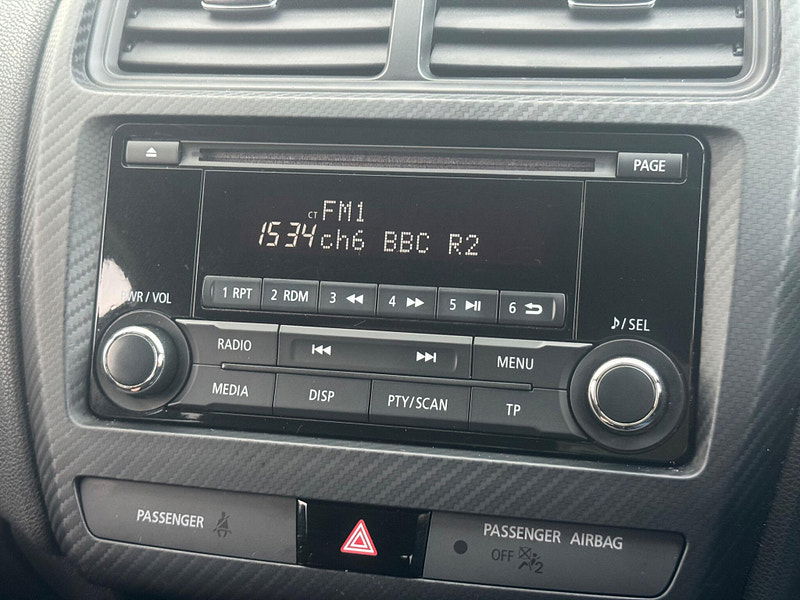 PAGE
CT FM1
1534 ch6 BBC R2
PWR/VOL
1 RPT 2 RDM 3 4 5 6
♪/SEL
RADIO MENU
MEDIA DISP PTY/SCAN TP
PASSENGER
PASSENGER AIRBAG
OFF 2